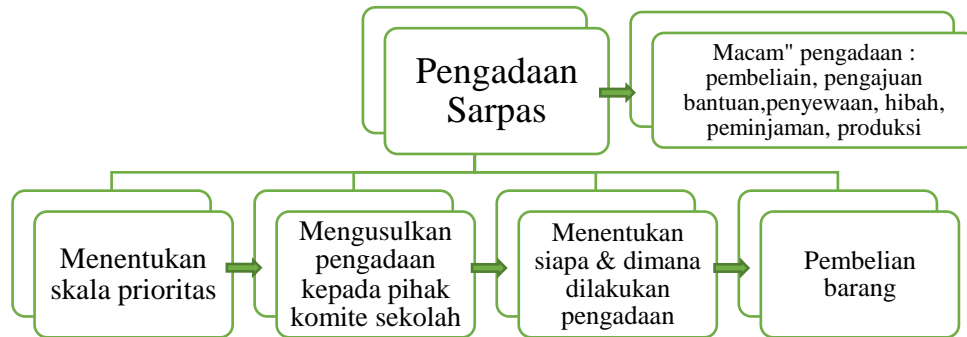 Pengadaan
Sarpas
Macam" pengadaan :
pembeliain, pengajuan
bantuan,penyewaan, hibah,
peminjaman, produksi
Menentukan
skala prioritas
Mengusulkan
pengadaan
kepada pihak
komite sekolah
Menentukan
siapa & dimana
dilakukan
pengadaan
Pembelian
barang